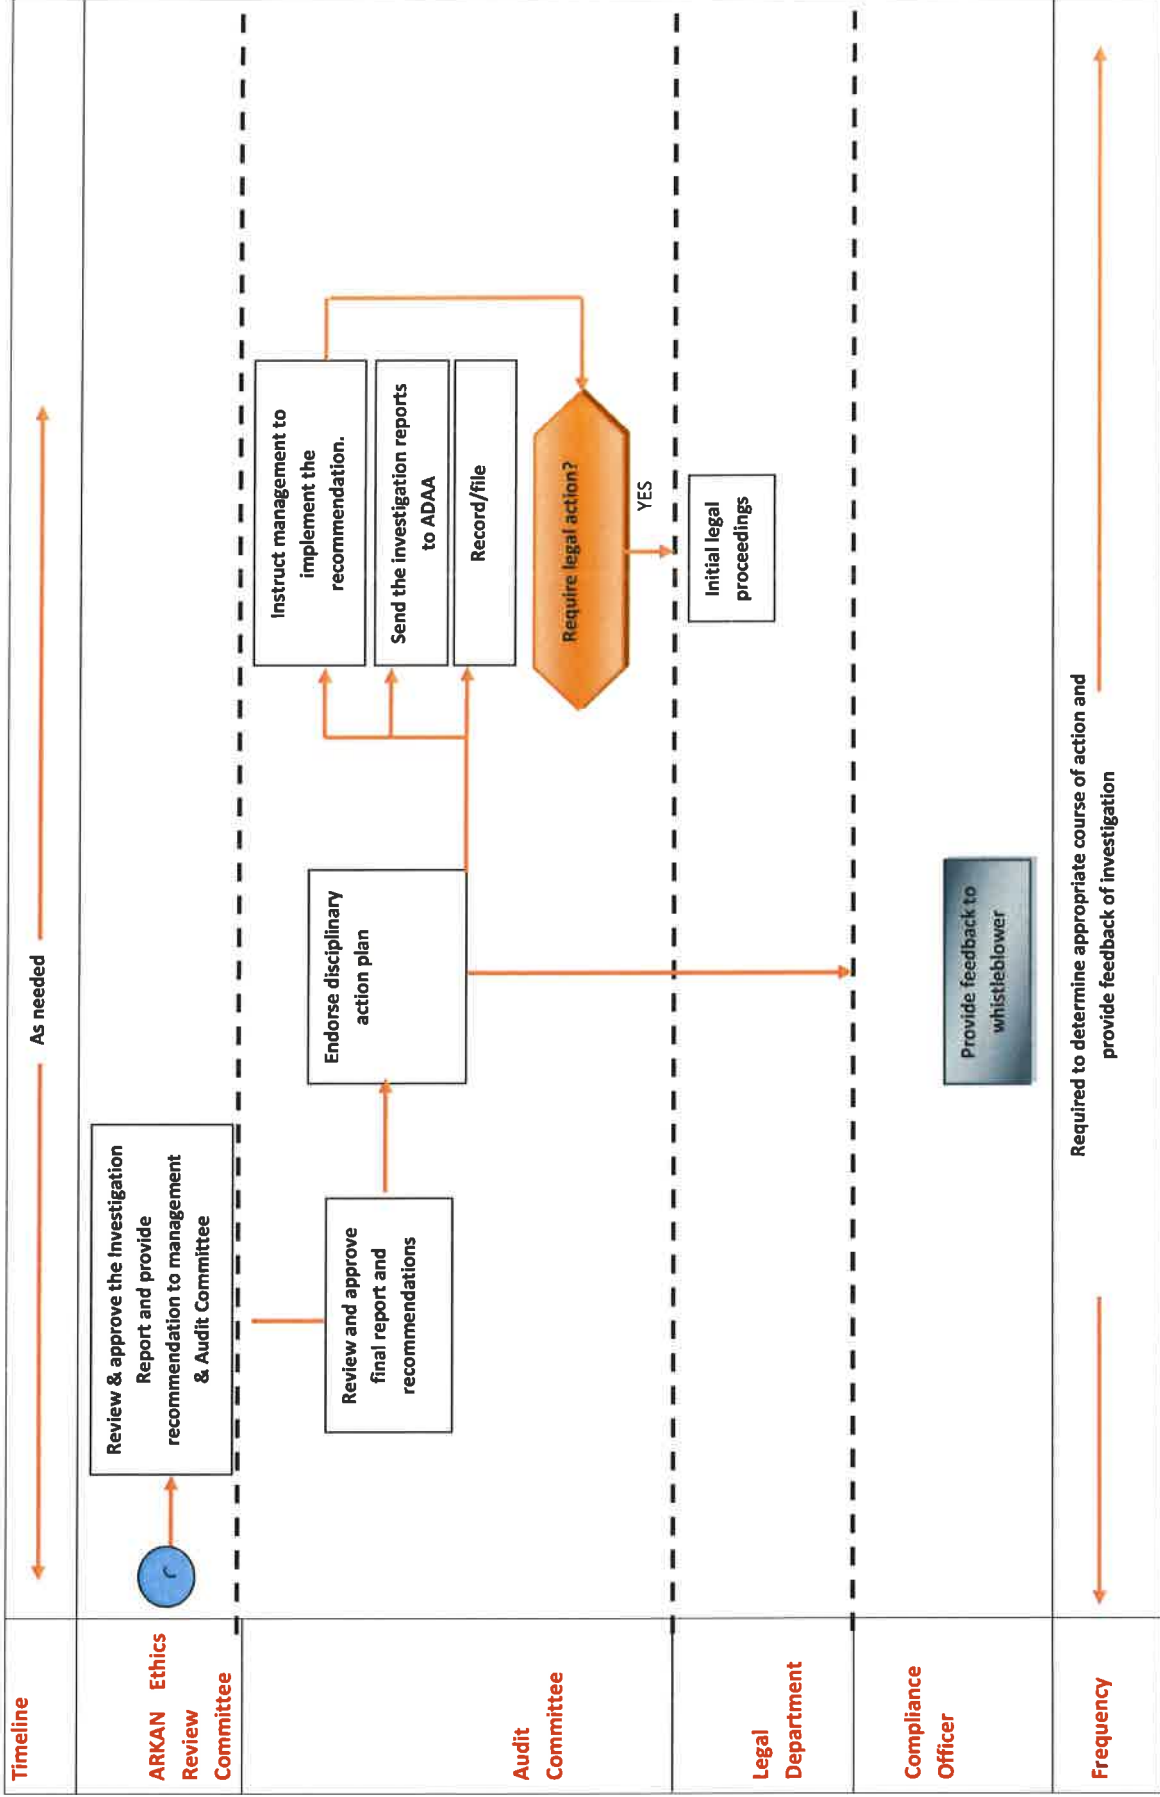 Timeline
As needed
ARKAN Ethics
Review
Committee
Review & approve the Investigation
Report and provide
recommendation to management
& Audit Committee
Audit
Committee
Review and approve
final report and
recommendations
Endorse disciplinary
action plan
Instruct management to
implement the
recommendation.
Send the investigation reports
to ADAA
Record/file
Require legal action?
YES
Legal
Department
Initial legal
proceedings
Compliance
Officer
Provide feedback to
whistleblower
Frequency
Required to determine appropriate course of action and
provide feedback of investigation